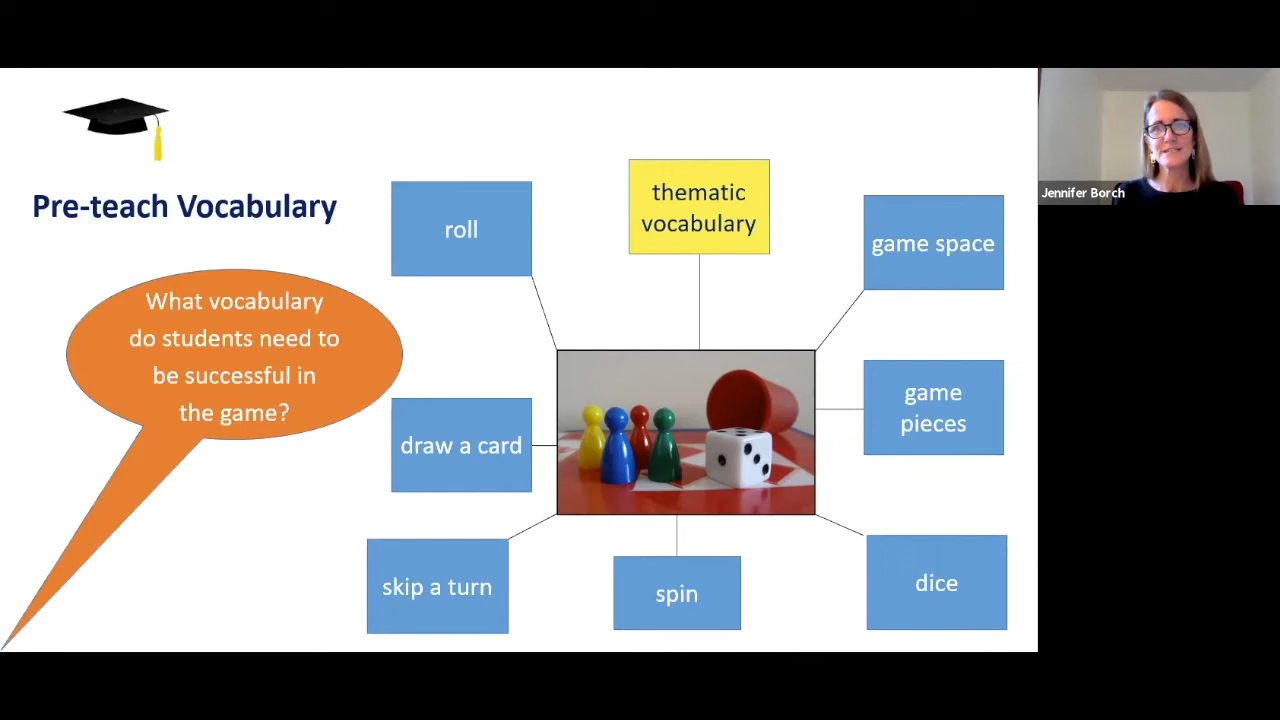 Pre-teach Vocabulary
What vocabulary
do students need to
be successful in
the game?
roll
thematic
vocabulary
game space
draw a card
game
pieces
skip a turn
spin
dice
Jennifer Borch